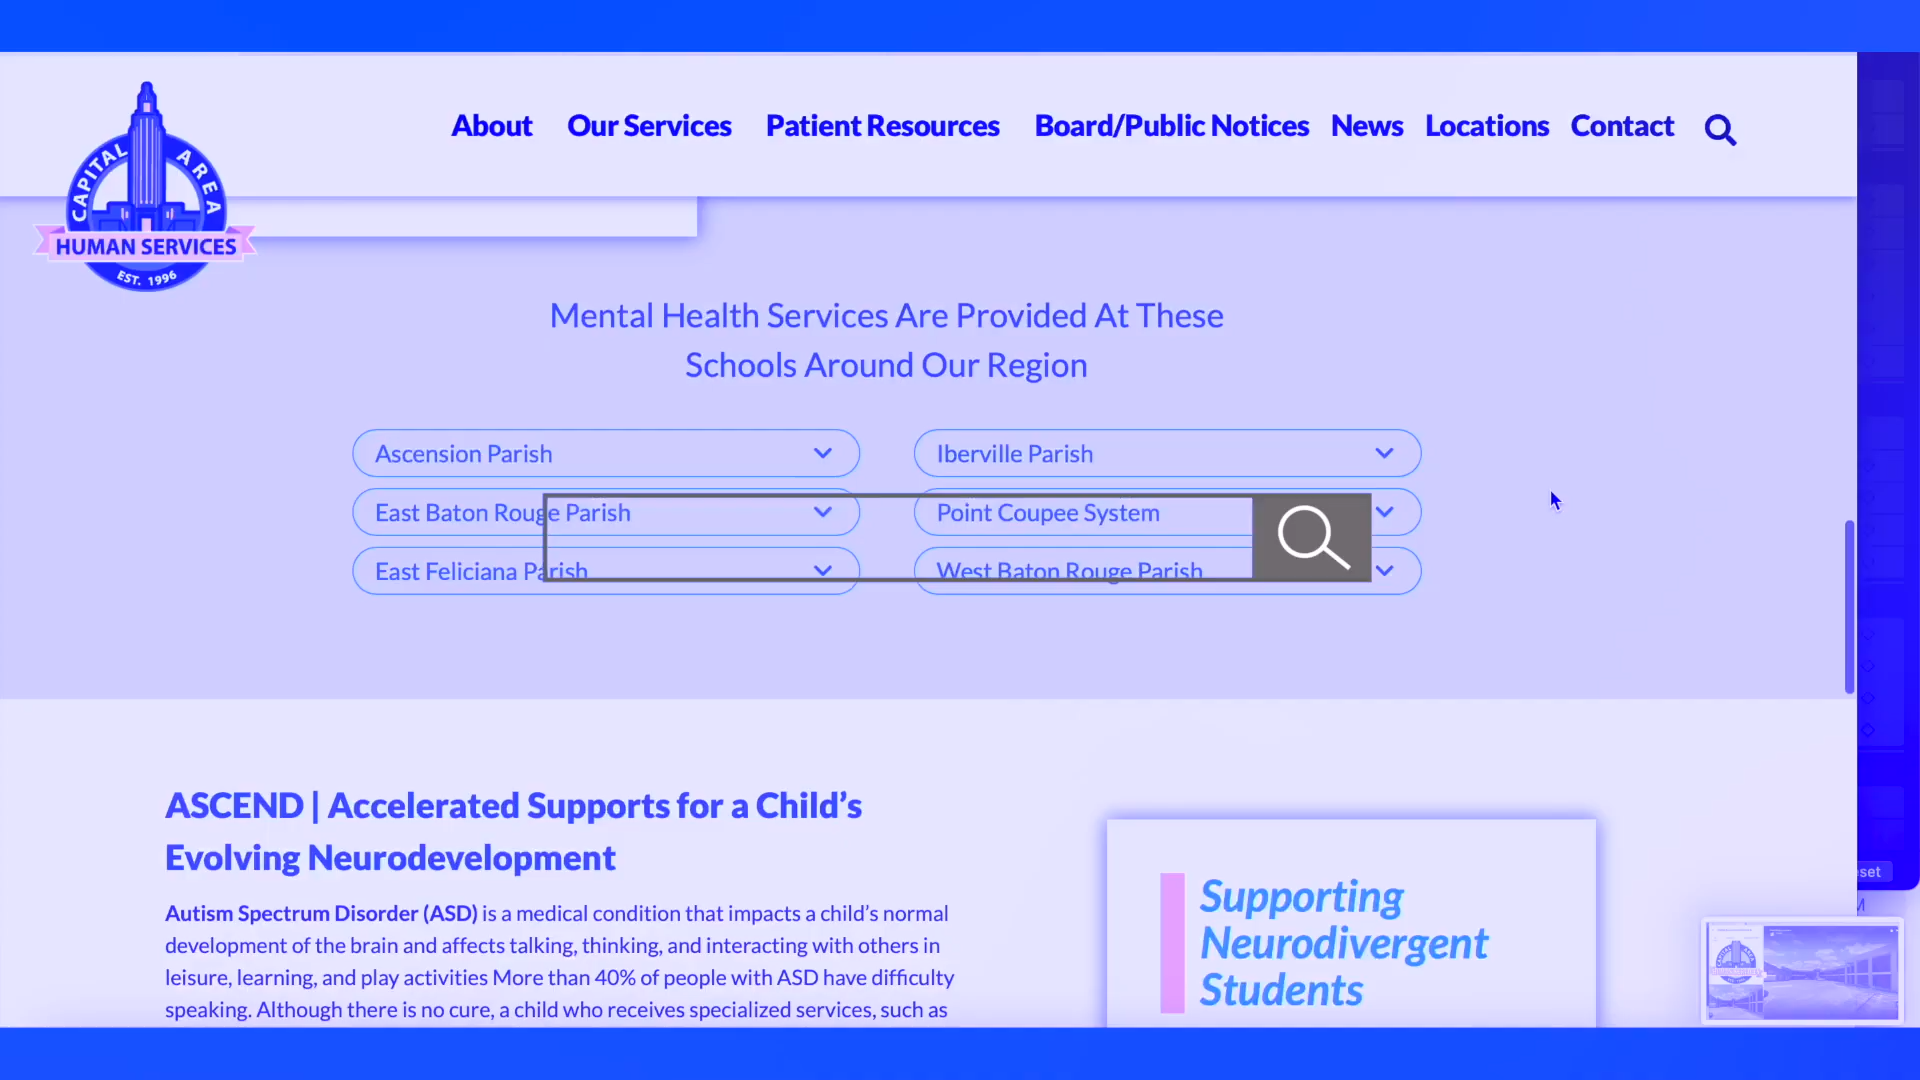 About Our Services Patient Resources Board/Public Notices News Locations Contact
CAPITAL AREA
HUMAN SERVICES
EST. 1996
Mental Health Services Are Provided At These
Schools Around Our Region
Ascension Parish
Iberville Parish
East Baton Rouge Parish
Point Coupee System
East Feliciana Parish
West Baton Rouge Parish
ASCEND | Accelerated Supports for a Child’s
Evolving Neurodevelopment
Autism Spectrum Disorder (ASD) is a medical condition that impacts a child’s normal
development of the brain and affects talking, thinking, and interacting with others in
leisure, learning, and play activities More than 40% of people with ASD have difficulty
speaking. Although there is no cure, a child who receives specialized services, such as
Supporting
Neurodivergent
Students